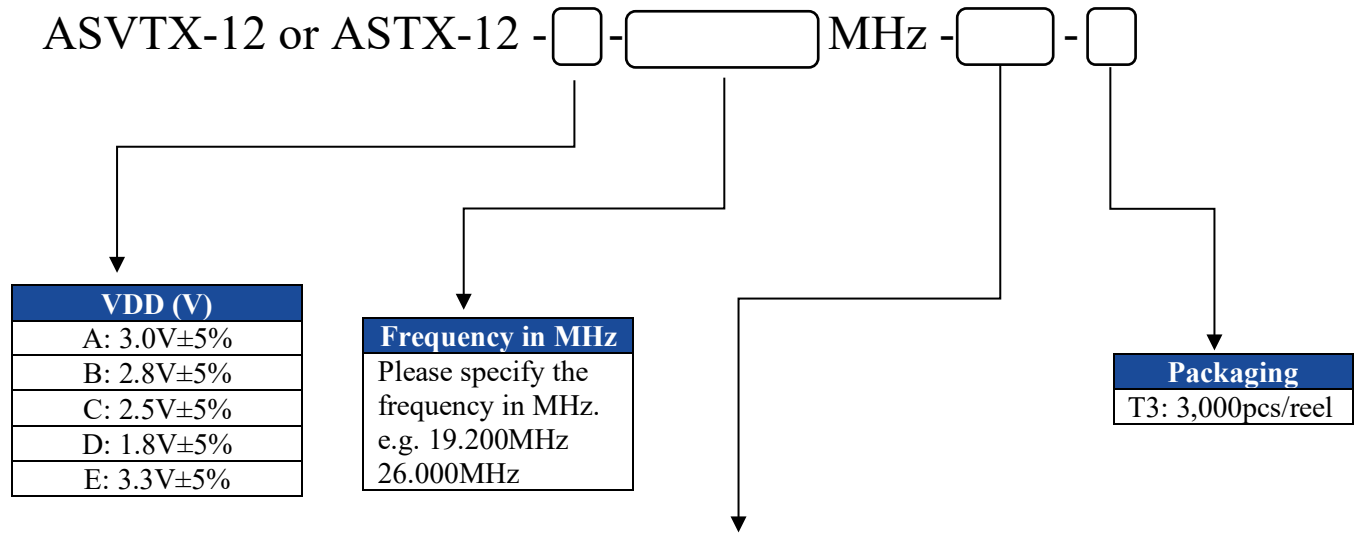 ASVTX-12 or ASTX-12 - - MHz - -
VDD (V)
A: 3.0V±5%
B: 2.8V±5%
C: 2.5V±5%
D: 1.8V±5%
E: 3.3V±5%
Frequency in MHz
Please specify the
frequency in MHz.
e.g. 19.200MHz
26.000MHz
Packaging
T3: 3,000pcs/reel